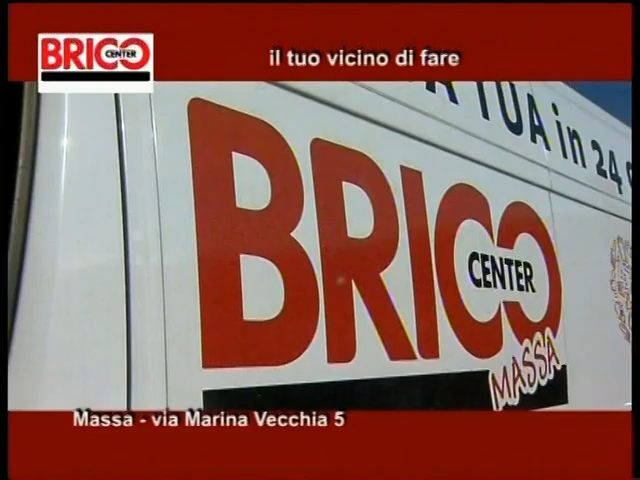 BRICO
CENTER
il tuo vicino di fare
TUA in 24
BRICO
CENTER
MASSA
Massa - via Marina Vecchia 5